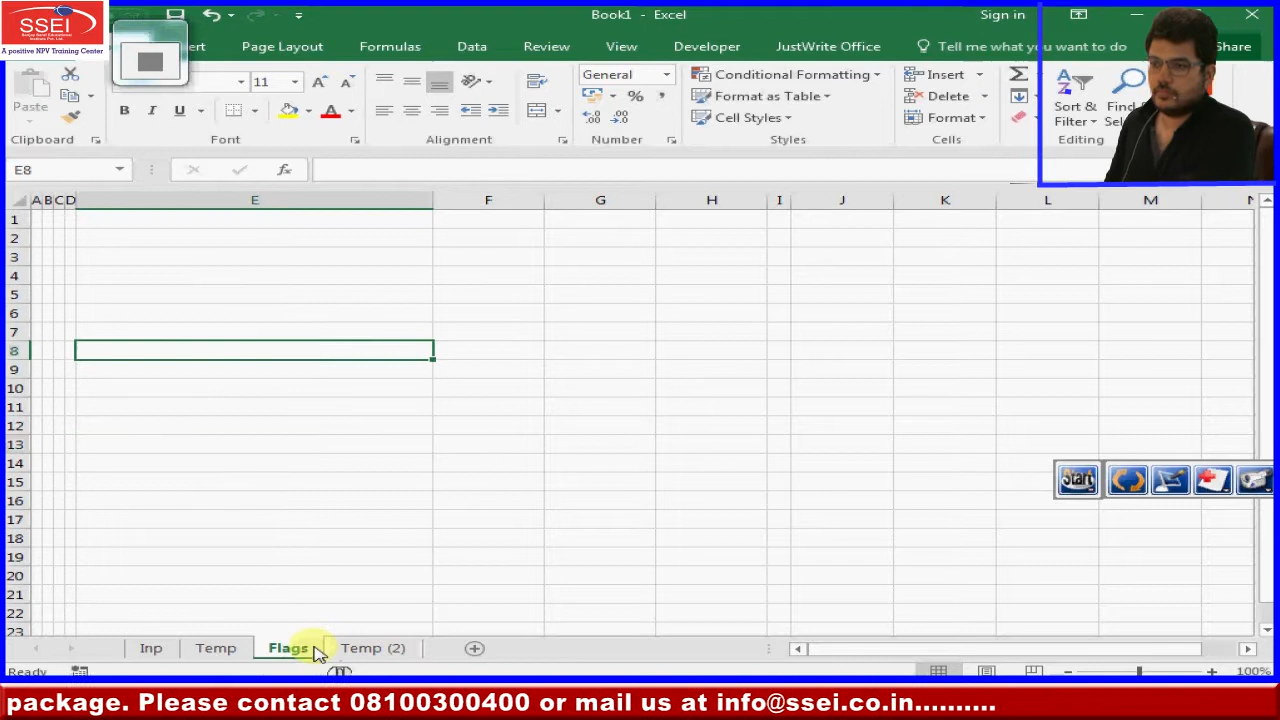 SSEI
A positive NPV Training Center
Book1 - Excel
Sign in
Page Layout
Formulas
Data
Review
View
Developer
JustWrite Office
Tell me what you want to do
Share
Paste
Clipboard
11
B I U
Font
Alignment
General
%
Number
Conditional Formatting
Format as Table
Cell Styles
Styles
Insert
Delete
Format
Cells
Sort &
Filter
Editing
E8
fx
A B C D E F G H I J K L M
1
2
3
4
5
6
7
8
9
10
11
12
13
14
15
16
17
18
19
20
21
22
23
Start
Inp
Temp
Flags
Temp (2)
Ready
100%
package. Please contact 08100300400 or mail us at info@ssei.co.in..........